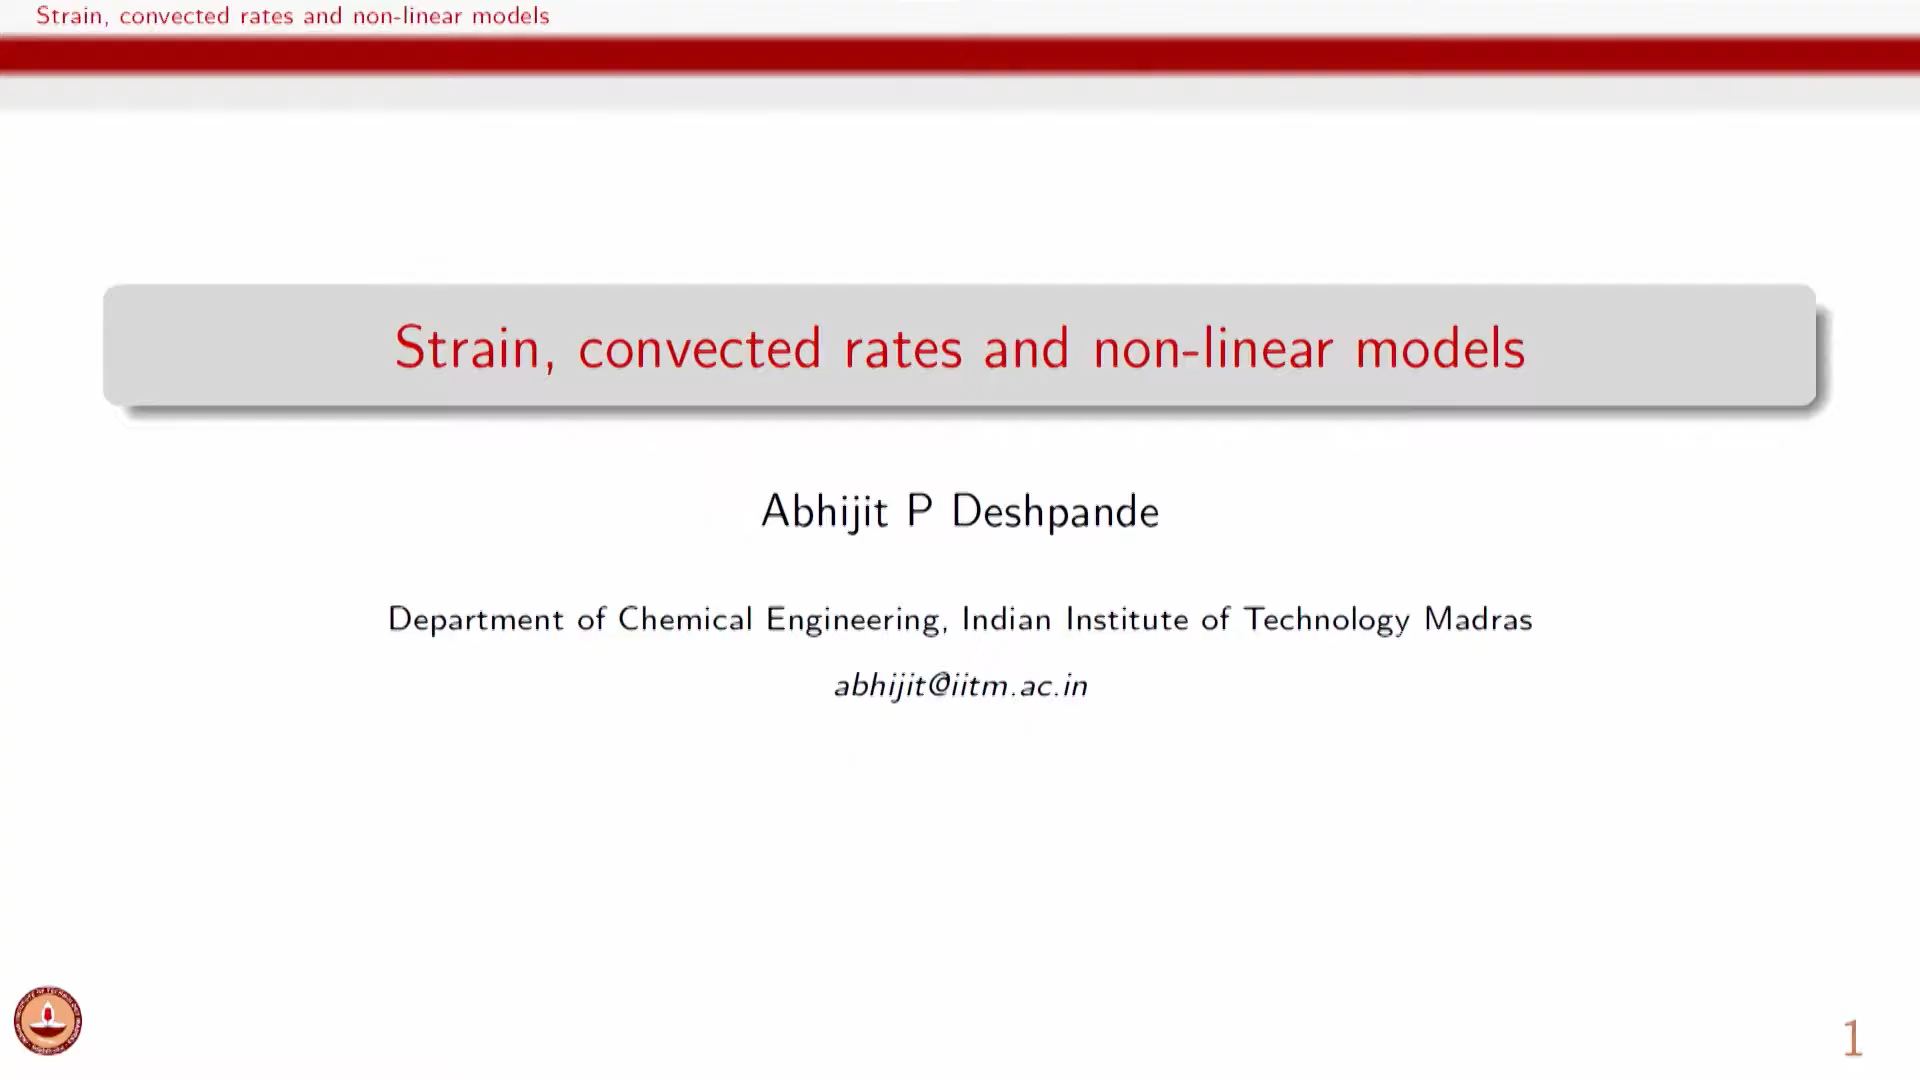 Strain, convected rates and non-linear models
Strain, convected rates and non-linear models
Abhijit P Deshpande
Department of Chemical Engineering, Indian Institute of Technology Madras
abhijit@iitm.ac.in
1